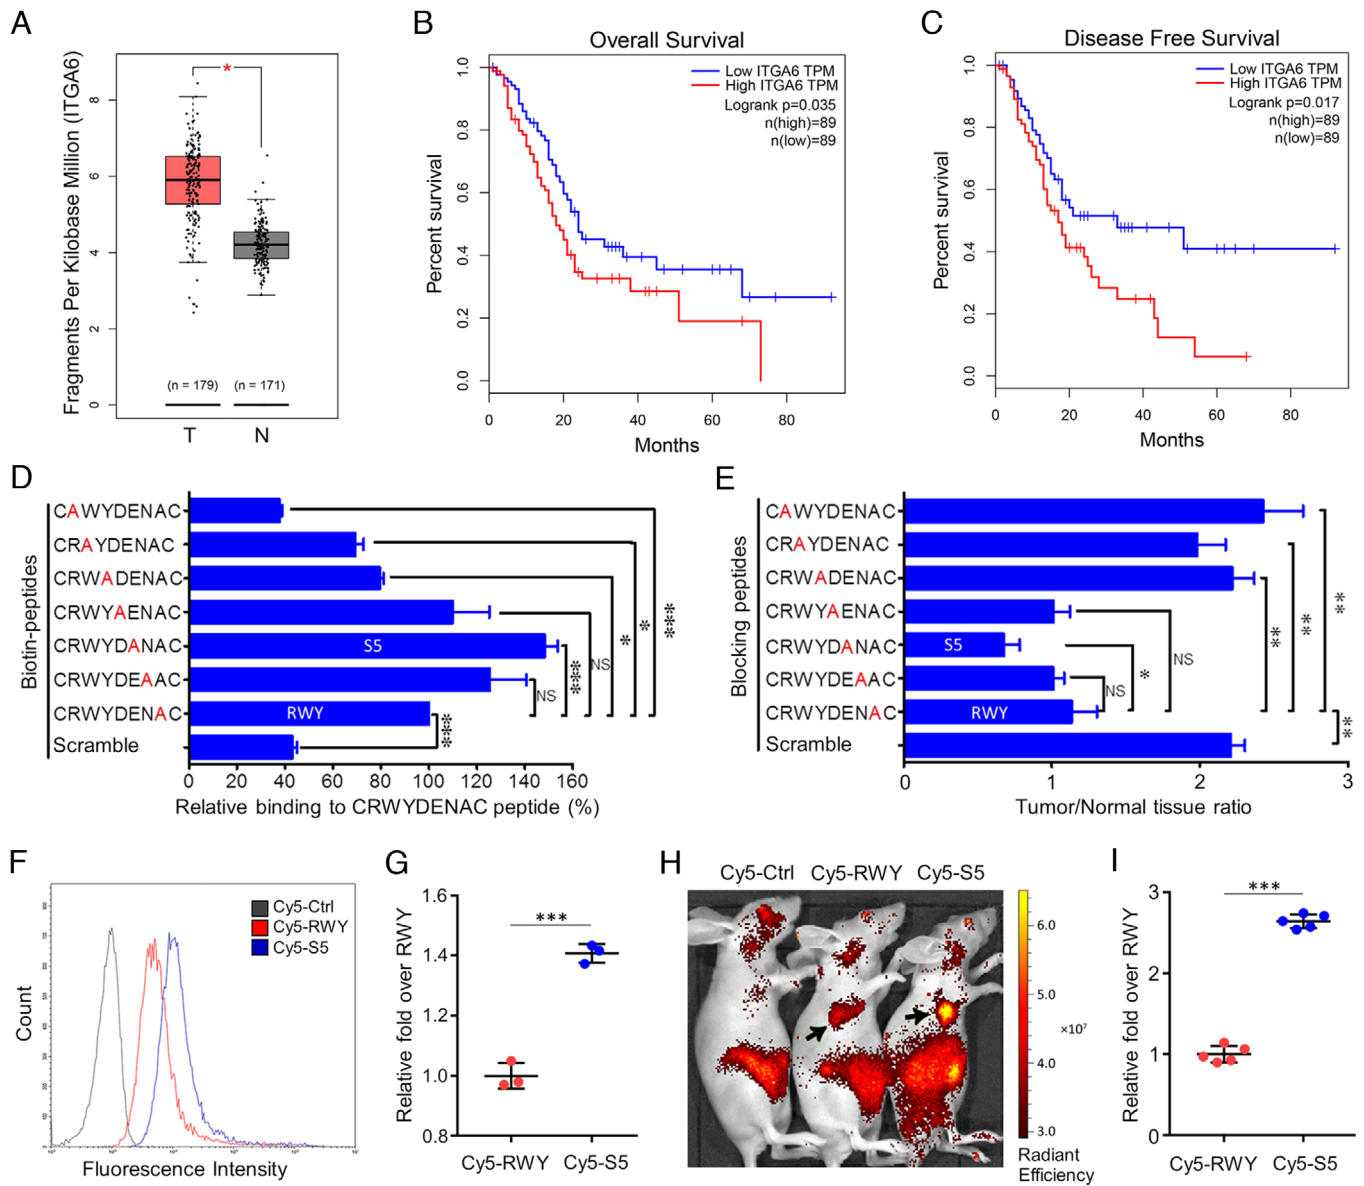 A
Fragments Per Kilobase Million (ITGA6)
8
6
4
2
0
*
(n = 179)
(n = 171)
T
N
B
Overall Survival
Percent survival
1.0
0.8
0.6
0.4
0.2
0.0
Low ITGA6 TPM
High ITGA6 TPM
Logrank p=0.035
n(high)=89
n(low)=89
0 20 40 60 80
Months
C
Disease Free Survival
Percent survival
1.0
0.8
0.6
0.4
0.2
0.0
Low ITGA6 TPM
High ITGA6 TPM
Logrank p=0.017
n(high)=89
n(low)=89
0 20 40 60 80
Months
D
Biotin-peptides
CAWYDENAC
CRAYDENAC
CRWADENAC
CRWYAENAC
CRWYDANAC
CRWYDEAAC
CRWYDENAC
Scramble
S5
RWY
NS
***
NS
*
*
***
***
0 20 40 60 80 100 120 140 160
Relative binding to CRWYDENAC peptide (%)
E
Blocking peptides
CAWYDENAC
CRAYDENAC
CRWADENAC
CRWYAENAC
CRWYDANAC
CRWYDEAAC
CRWYDENAC
Scramble
S5
RWY
NS
*
NS
**
**
**
**
0 1 2 3
Tumor/Normal tissue ratio
F
Count
Cy5-Ctrl
Cy5-RWY
Cy5-S5
Fluorescence Intensity
G
Relative fold over RWY
1.6
1.4
1.2
1.0
0.8
***
Cy5-RWY Cy5-S5
H
Cy5-Ctrl Cy5-RWY Cy5-S5
6.0
5.0
×10⁷
4.0
3.0
Radiant
Efficiency
I
Relative fold over RWY
3
2
1
0
***
Cy5-RWY Cy5-S5